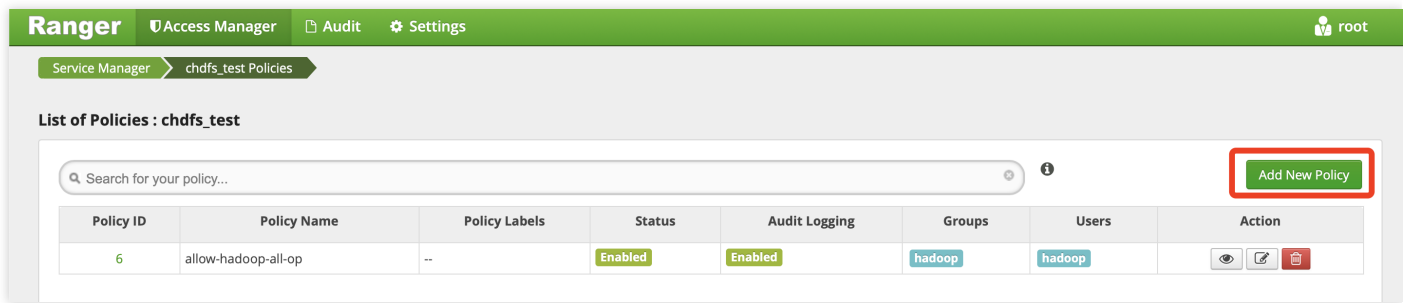 Ranger Access Manager Audit Settings root
Service Manager chdfs_test Policies
List of Policies : chdfs_test
Search for your policy...
Add New Policy
Policy ID Policy Name Policy Labels Status Audit Logging Groups Users Action
6 allow-hadoop-all-op -- Enabled Enabled hadoop hadoop